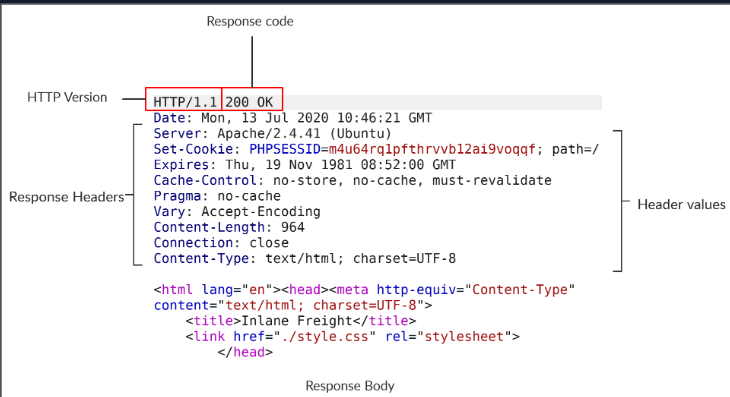 Response code
HTTP Version
HTTP/1.1 200 OK
Date: Mon, 13 Jul 2020 10:46:21 GMT
Server: Apache/2.4.41 (Ubuntu)
Set-Cookie: PHPSESSID=m4u64rq1pfthrvvb12ai9voqqf; path=/
Expires: Thu, 19 Nov 1981 08:52:00 GMT
Cache-Control: no-store, no-cache, must-revalidate
Response Headers
Pragma: no-cache
Header values
Vary: Accept-Encoding
Content-Length: 964
Connection: close
Content-Type: text/html; charset=UTF-8
<html lang="en"><head><meta http-equiv="Content-Type"
content="text/html; charset=UTF-8">
<title>Inlane Freight</title>
<link href="./style.css" rel="stylesheet">
</head>
Response Body